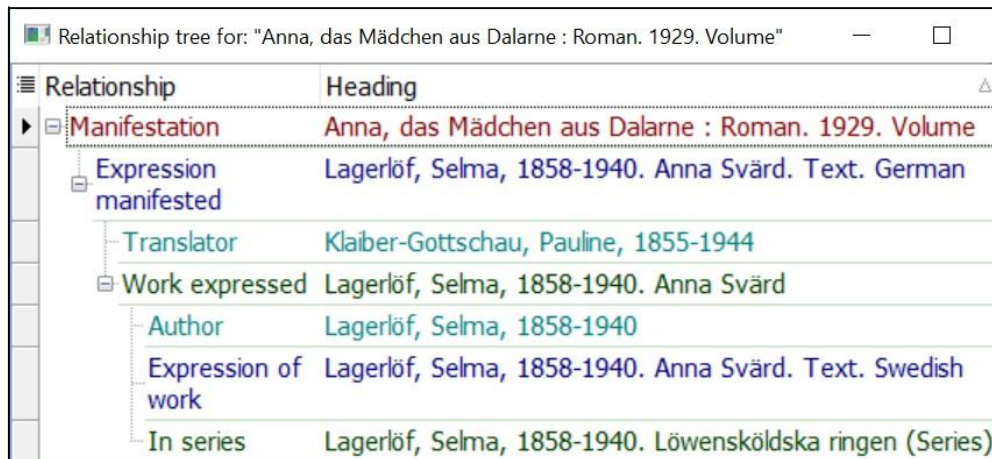 Relationship tree for: "Anna, das Mädchen aus Dalarne : Roman. 1929. Volume"
Relationship Heading
Manifestation Anna, das Mädchen aus Dalarne : Roman. 1929. Volume
Expression Lagerlöf, Selma, 1858-1940. Anna Svärd. Text. German
manifested
Translator Klaiber-Gottschau, Pauline, 1855-1944
Work expressed Lagerlöf, Selma, 1858-1940. Anna Svärd
Author Lagerlöf, Selma, 1858-1940
Expression of Lagerlöf, Selma, 1858-1940. Anna Svärd. Text. Swedish
work
In series Lagerlöf, Selma, 1858-1940. Löwensköldska ringen (Series)